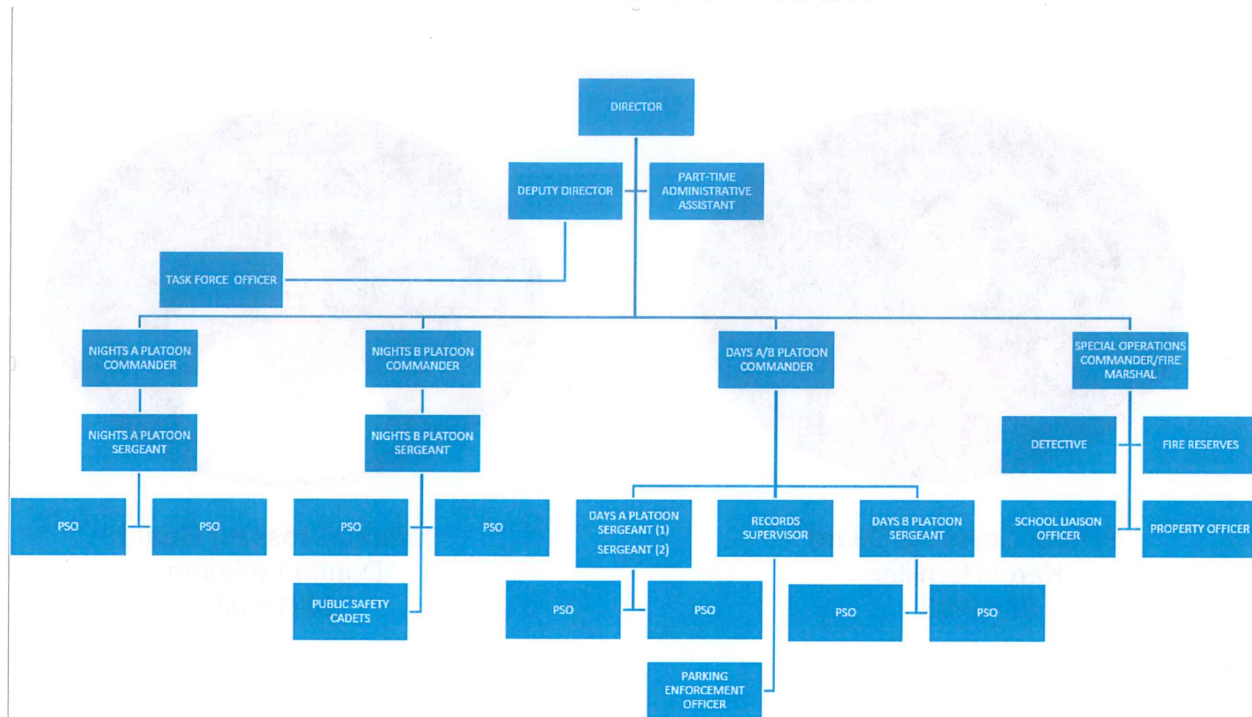 DIRECTOR
DEPUTY DIRECTOR
PART-TIME
ADMINISTRATIVE
ASSISTANT
TASK FORCE OFFICER
NIGHTS A PLATOON
COMMANDER
NIGHTS B PLATOON
COMMANDER
DAYS A/B PLATOON
COMMANDER
SPECIAL OPERATIONS
COMMANDER/FIRE
MARSHAL
NIGHTS A PLATOON
SERGEANT
NIGHTS B PLATOON
SERGEANT
DETECTIVE
FIRE RESERVES
PSO
PSO
PSO
PSO
DAYS A PLATOON
SERGEANT (1)
SERGEANT (2)
RECORDS
SUPERVISOR
DAYS B PLATOON
SERGEANT
SCHOOL LIAISON
OFFICER
PROPERTY OFFICER
PUBLIC SAFETY
CADETS
PSO
PSO
PSO
PSO
PARKING
ENFORCEMENT
OFFICER